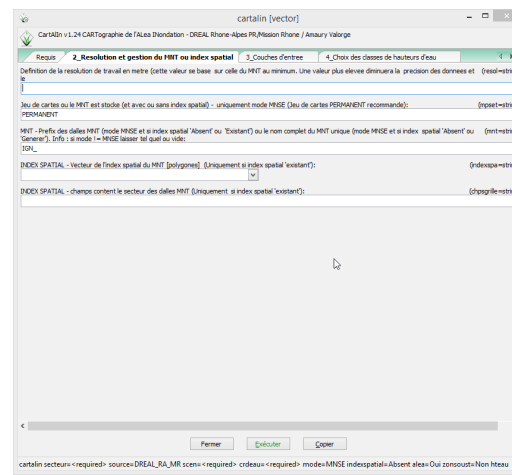 cartalin [vector]
CartAlIn v1.24 CARTographie de l'ALea INondation - DREAL Rhone-Alpes PR/Mission Rhone / Amaury Valorge
Requis 2_Resolution et gestion du MNT ou index spatial 3_Couches d'entree 4_Choix des classes de hauteurs d'eau
Definition de la resolution de travail en metre (cette valeur se base sur celle du MNT au minimum. Une valeur plus elevee diminuera la precision des donnees et le (resol=strin
Jeu de cartes ou le MNT est stocke (et avec ou sans index spatial) - uniquement mode MNSE (Jeu de cartes PERMANENT recommande): (mpset=strin
PERMANENT
MNT - Prefix des dalles MNT (mode MNSE et si index spatial 'Absent' ou 'Existant') ou le nom complet du MNT unique (mode MNSE et si index spatial 'Absent' ou (mnt=strin
'Generer'). Info : si mode != MNSE laisser tel quel ou vide:
IGN_
INDEX SPATIAL - Vecteur de l'index spatial du MNT [polygones] (Uniquement si index spatial 'existant'): (indexspa=strin
INDEX SPATIAL - champs content le secteur des dalles MNT (Uniquement si index spatial 'existant'): (chpsgrille=strin
Fermer Exécuter Copier
cartalin secteur=<required> source=DREAL_RA_MR scen=<required> crdeau=<required> mode=MNSE indexspatial=Absent alea=Oui zonsoust=Non hteau